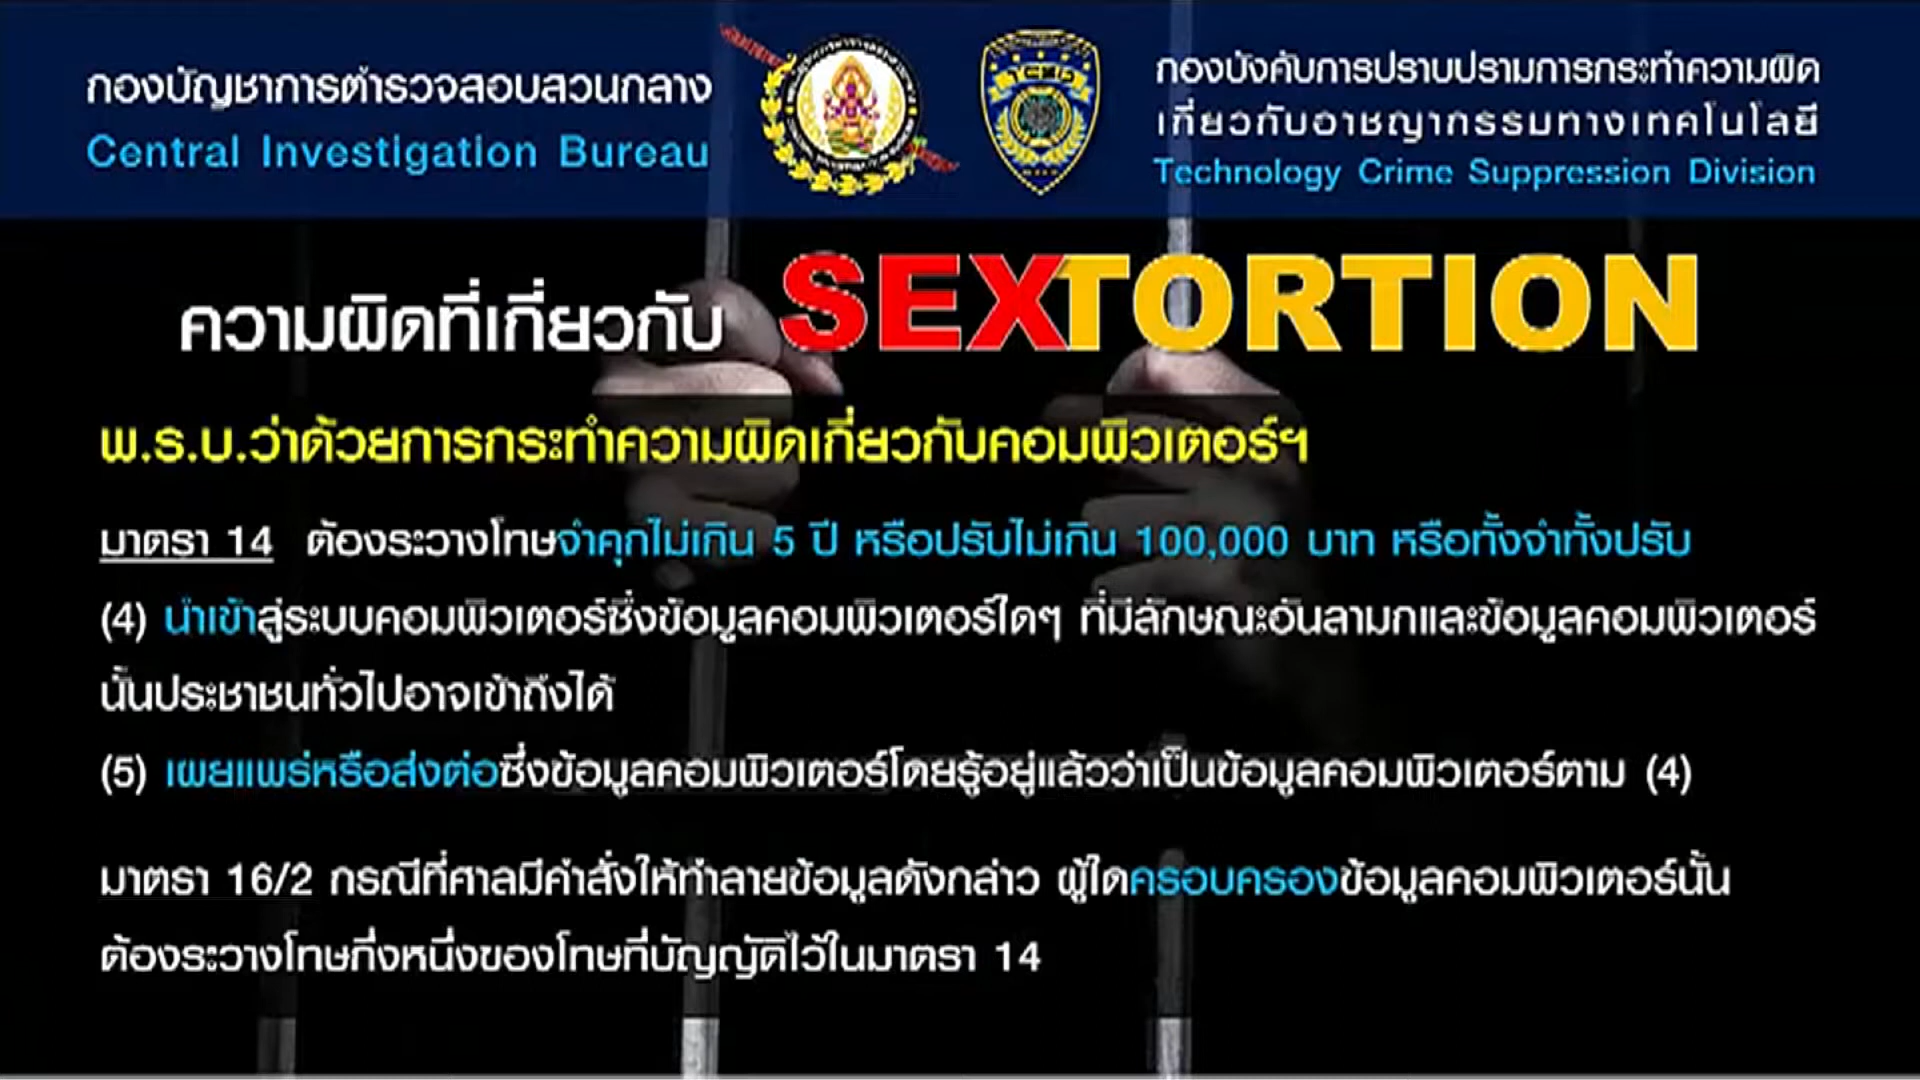 กองบัญชาการตำรวจสอบสวนกลาง
Central Investigation Bureau
TCSD
กองบังคับการปราบปรามการกระทำความผิด
เกี่ยวกับอาชญากรรมทางเทคโนโลยี
Technology Crime Suppression Division
ความผิดที่เกี่ยวกับ SEXTORTION
พ.ร.บ.ว่าด้วยการกระทำความผิดเกี่ยวกับคอมพิวเตอร์ฯ
มาตรา 14 ต้องระวางโทษจำคุกไม่เกิน 5 ปี หรือปรับไม่เกิน 100,000 บาท หรือทั้งจำทั้งปรับ
(4) นำเข้าสู่ระบบคอมพิวเตอร์ซึ่งข้อมูลคอมพิวเตอร์ใดๆ ที่มีลักษณะอันลามกและข้อมูลคอมพิวเตอร์
นั้นประชาชนทั่วไปอาจเข้าถึงได้
(5) เผยแพร่หรือส่งต่อซึ่งข้อมูลคอมพิวเตอร์โดยรู้อยู่แล้วว่าเป็นข้อมูลคอมพิวเตอร์ตาม (4)
มาตรา 16/2 กรณีที่ศาลมีคำสั่งให้ทำลายข้อมูลดังกล่าว ผู้ใดครอบครองข้อมูลคอมพิวเตอร์นั้น
ต้องระวางโทษกึ่งหนึ่งของโทษที่บัญญัติไว้ในมาตรา 14